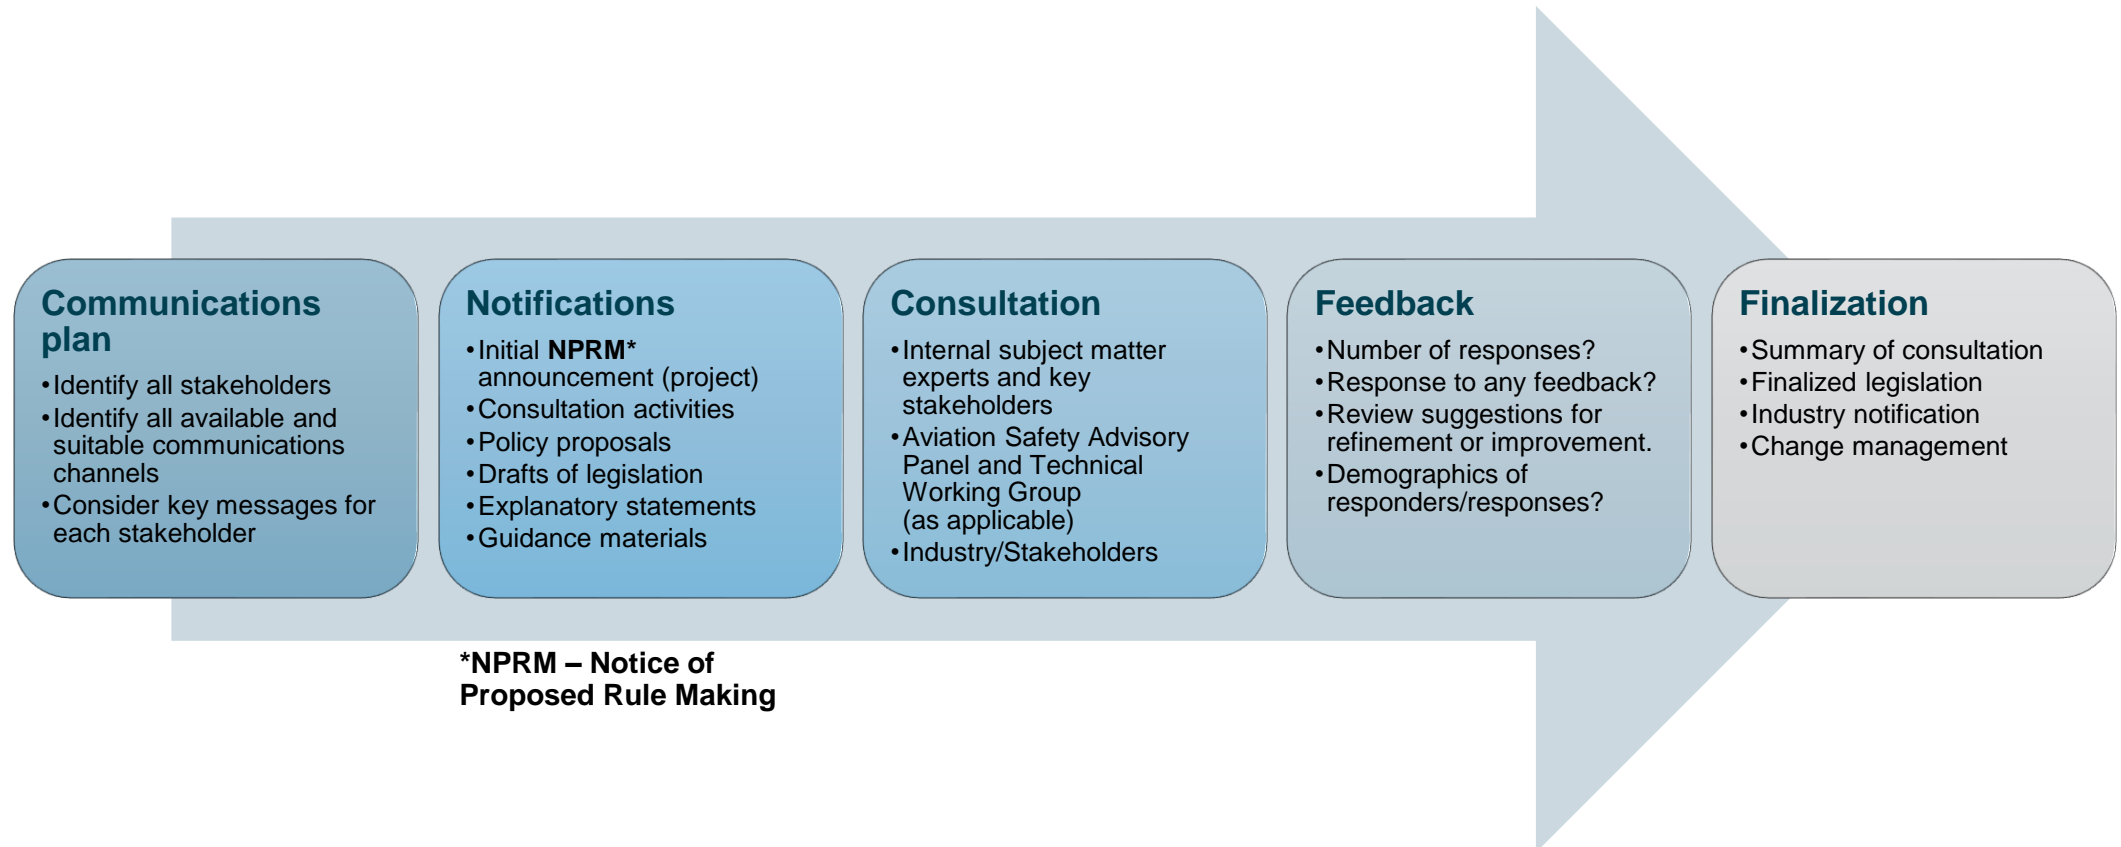 Communications
plan
•Identify all stakeholders
•Identify all available and
suitable communications
channels
•Consider key messages for
each stakeholder
Notifications
•Initial NPRM*
announcement (project)
•Consultation activities
•Policy proposals
•Drafts of legislation
•Explanatory statements
•Guidance materials
Consultation
•Internal subject matter
experts and key
stakeholders
•Aviation Safety Advisory
Panel and Technical
Working Group
(as applicable)
•Industry/Stakeholders
Feedback
•Number of responses?
•Response to any feedback?
•Review suggestions for
refinement or improvement.
•Demographics of
responders/responses?
Finalization
•Summary of consultation
•Finalized legislation
•Industry notification
•Change management
*NPRM – Notice of
Proposed Rule Making